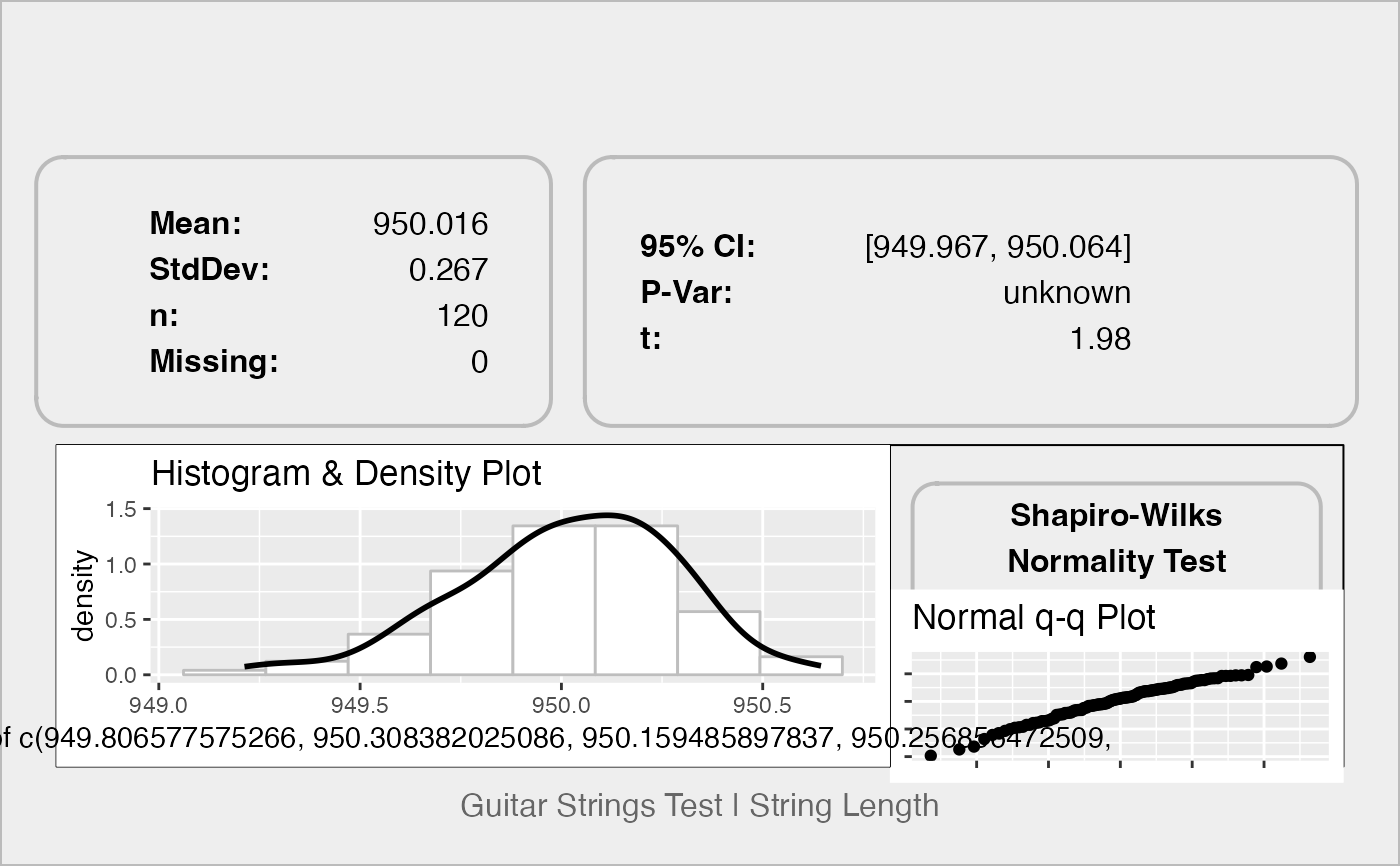 Mean: 950.016
StdDev: 0.267
n: 120
Missing: 0
95% CI: [949.967, 950.064]
P-Var: unknown
t: 1.98
Histogram & Density Plot
density
1.5
1.0
0.5
0.0
949.0 949.5 950.0 950.5
of c(949.806577575266, 950.308382025086, 950.159485897837, 950.256856472509,
Shapiro-Wilks
Normality Test
Normal q-q Plot
Guitar Strings Test | String Length